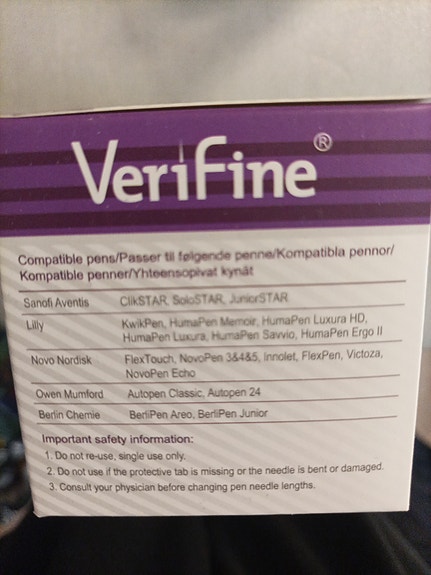 VeriFine®
Compatible pens/Passer til følgende penne/Kompatibla pennor/
Kompatible penner/Yhteensopivat kynät
Sanofi Aventis ClikSTAR, SoloSTAR, JuniorSTAR
Lilly KwikPen, HumaPen Memoir, HumaPen Luxura HD,
HumaPen Luxura, HumaPen Savvio, HumaPen Ergo II
Novo Nordisk FlexTouch, NovoPen 3&4&5, Innolet, FlexPen, Victoza,
NovoPen Echo
Owen Mumford Autopen Classic, Autopen 24
Berlin Chemie BerliPen Areo, BerliPen Junior
Important safety information:
1. Do not re-use, single use only.
2. Do not use if the protective tab is missing or the needle is bent or damaged.
3. Consult your physician before changing pen needle lengths.